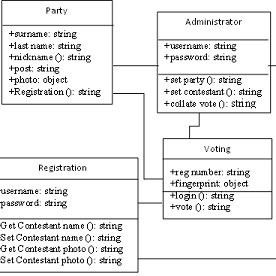 Party
+surname: string
+last name: string
+nickname (): string
+post: string
+photo: object
+Registration (): string
Administrator
+username: string
+password: string
+set party (): string
+set contestant (): string
+collate vote (): string
Voting
+reg number: string
+fingerprint: object
+login (): string
+vote (): string
Registration
username: string
password: string
Get Contestant name (): string
Set Contestant name (): string
Get Contestant photo (): string
Set Contestant photo (): string